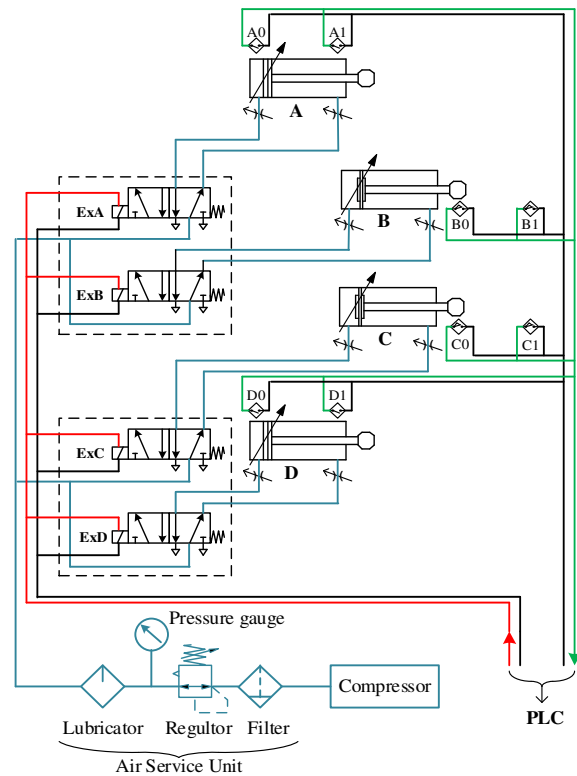 A0 A1
A
ExA
B
B0 B1
ExB
C
C0 C1
D0 D1
ExC
D
ExD
Pressure gauge
Compressor
PLC
Lubricator Regultor Filter
Air Service Unit